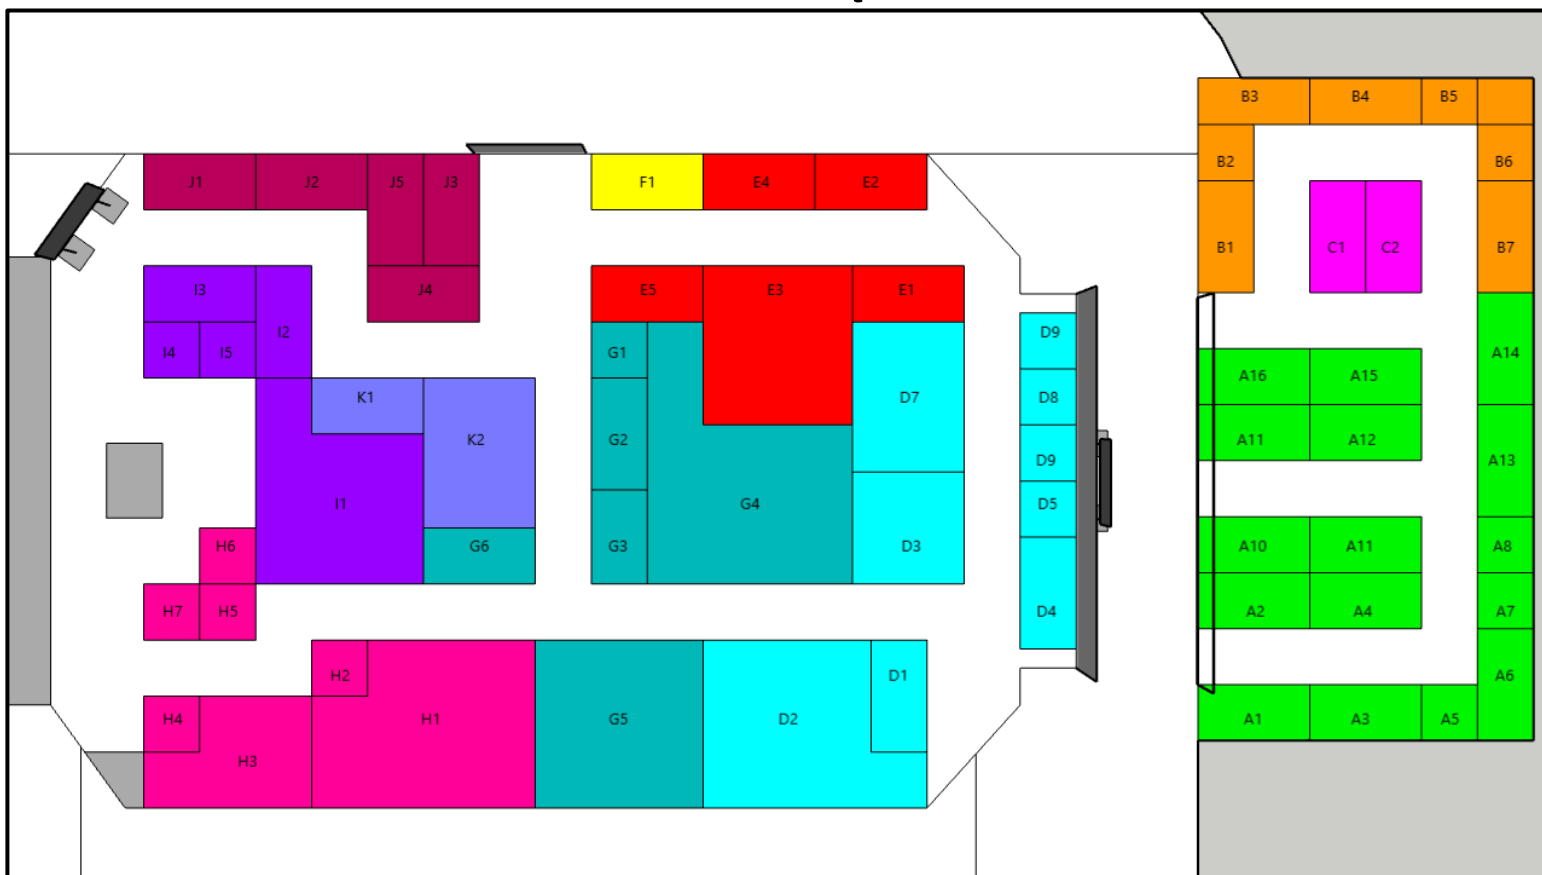 B3 B4 B5
J1 J2 J5 J3 F1 E4 E2 B2 B6
B1 C1 C2 B7
I3 J4 E5 E3 E1
I2 D9
I4 I5 G1 A14
K1 D7 D8 A16 A15
K2 G2 A11 A12
D9 A13
I1 G4 D5
H6 G6 G3 D3 A10 A11 A8
H7 H5 D4 A2 A4 A7
H2 D1 A6
H4 H1 G5 D2 A1 A3 A5
H3